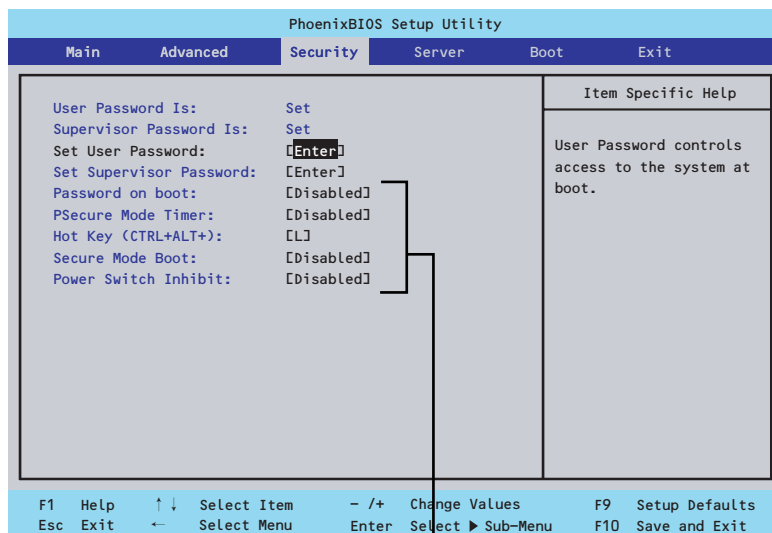 PhoenixBIOS Setup Utility
Main Advanced Security Server Boot Exit
Item Specific Help
User Password Is: Set
Supervisor Password Is: Set
Set User Password: [Enter]
Set Supervisor Password: [Enter]
Password on boot: [Disabled]
PSecure Mode Timer: [Disabled]
Hot Key (CTRL+ALT+): [L]
Secure Mode Boot: [Disabled]
Power Switch Inhibit: [Disabled]
User Password controls
access to the system at
boot.
F1 Help ↑↓ Select Item - /+ Change Values F9 Setup Defaults
Esc Exit ← Select Menu Enter Select ▶ Sub-Menu F10 Save and Exit